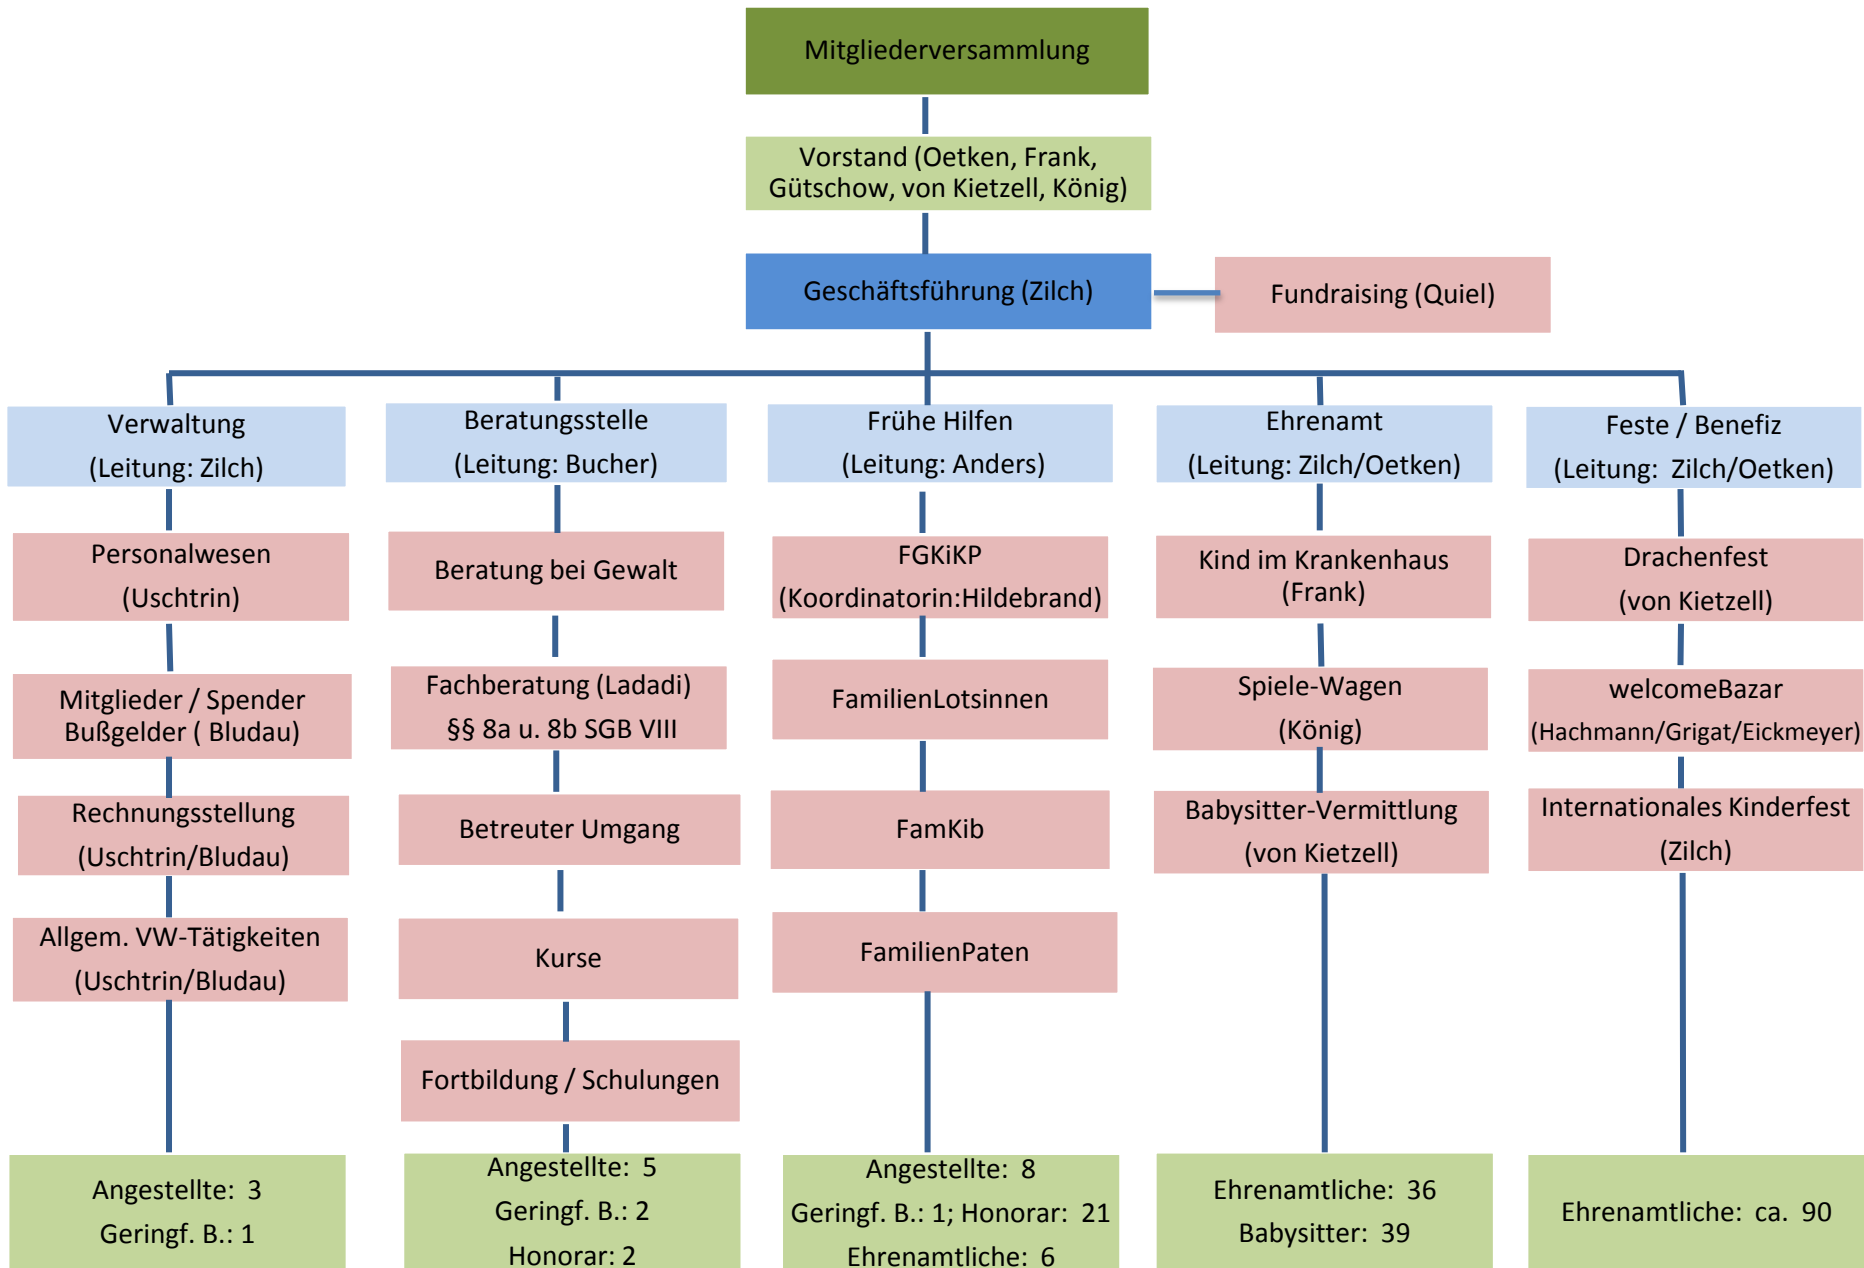 Mitgliederversammlung
Vorstand (Oetken, Frank,
Gütschow, von Kietzell, König)
Geschäftsführung (Zilch)
Fundraising (Quiel)
Verwaltung
(Leitung: Zilch)
Personalwesen
(Uschtrin)
Mitglieder / Spender
Bußgelder ( Bludau)
Rechnungsstellung
(Uschtrin/Bludau)
Allgem. VW-Tätigkeiten
(Uschtrin/Bludau)
Angestellte: 3
Geringf. B.: 1
Beratungsstelle
(Leitung: Bucher)
Beratung bei Gewalt
Fachberatung (Ladadi)
§§ 8a u. 8b SGB VIII
Betreuter Umgang
Kurse
Fortbildung / Schulungen
Angestellte: 5
Geringf. B.: 2
Honorar: 2
Frühe Hilfen
(Leitung: Anders)
FGKiKP
(Koordinatorin:Hildebrand)
FamilienLotsinnen
FamKib
FamilienPaten
Angestellte: 8
Geringf. B.: 1; Honorar: 21
Ehrenamtliche: 6
Ehrenamt
(Leitung: Zilch/Oetken)
Kind im Krankenhaus
(Frank)
Spiele-Wagen
(König)
Babysitter-Vermittlung
(von Kietzell)
Ehrenamtliche: 36
Babysitter: 39
Feste / Benefiz
(Leitung: Zilch/Oetken)
Drachenfest
(von Kietzell)
welcomeBazar
(Hachmann/Grigat/Eickmeyer)
Internationales Kinderfest
(Zilch)
Ehrenamtliche: ca. 90